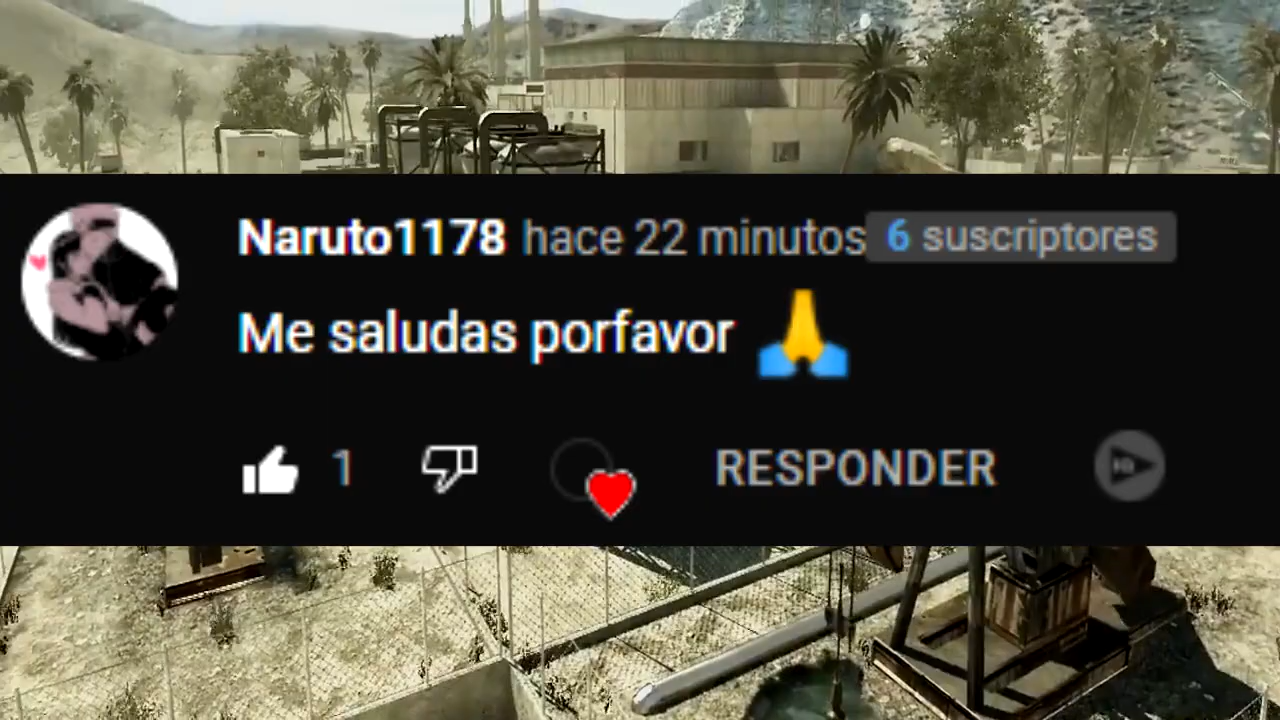 Naruto1178 hace 22 minutos 6 suscriptores
Me saludas porfavor 🙏
1 RESPONDER